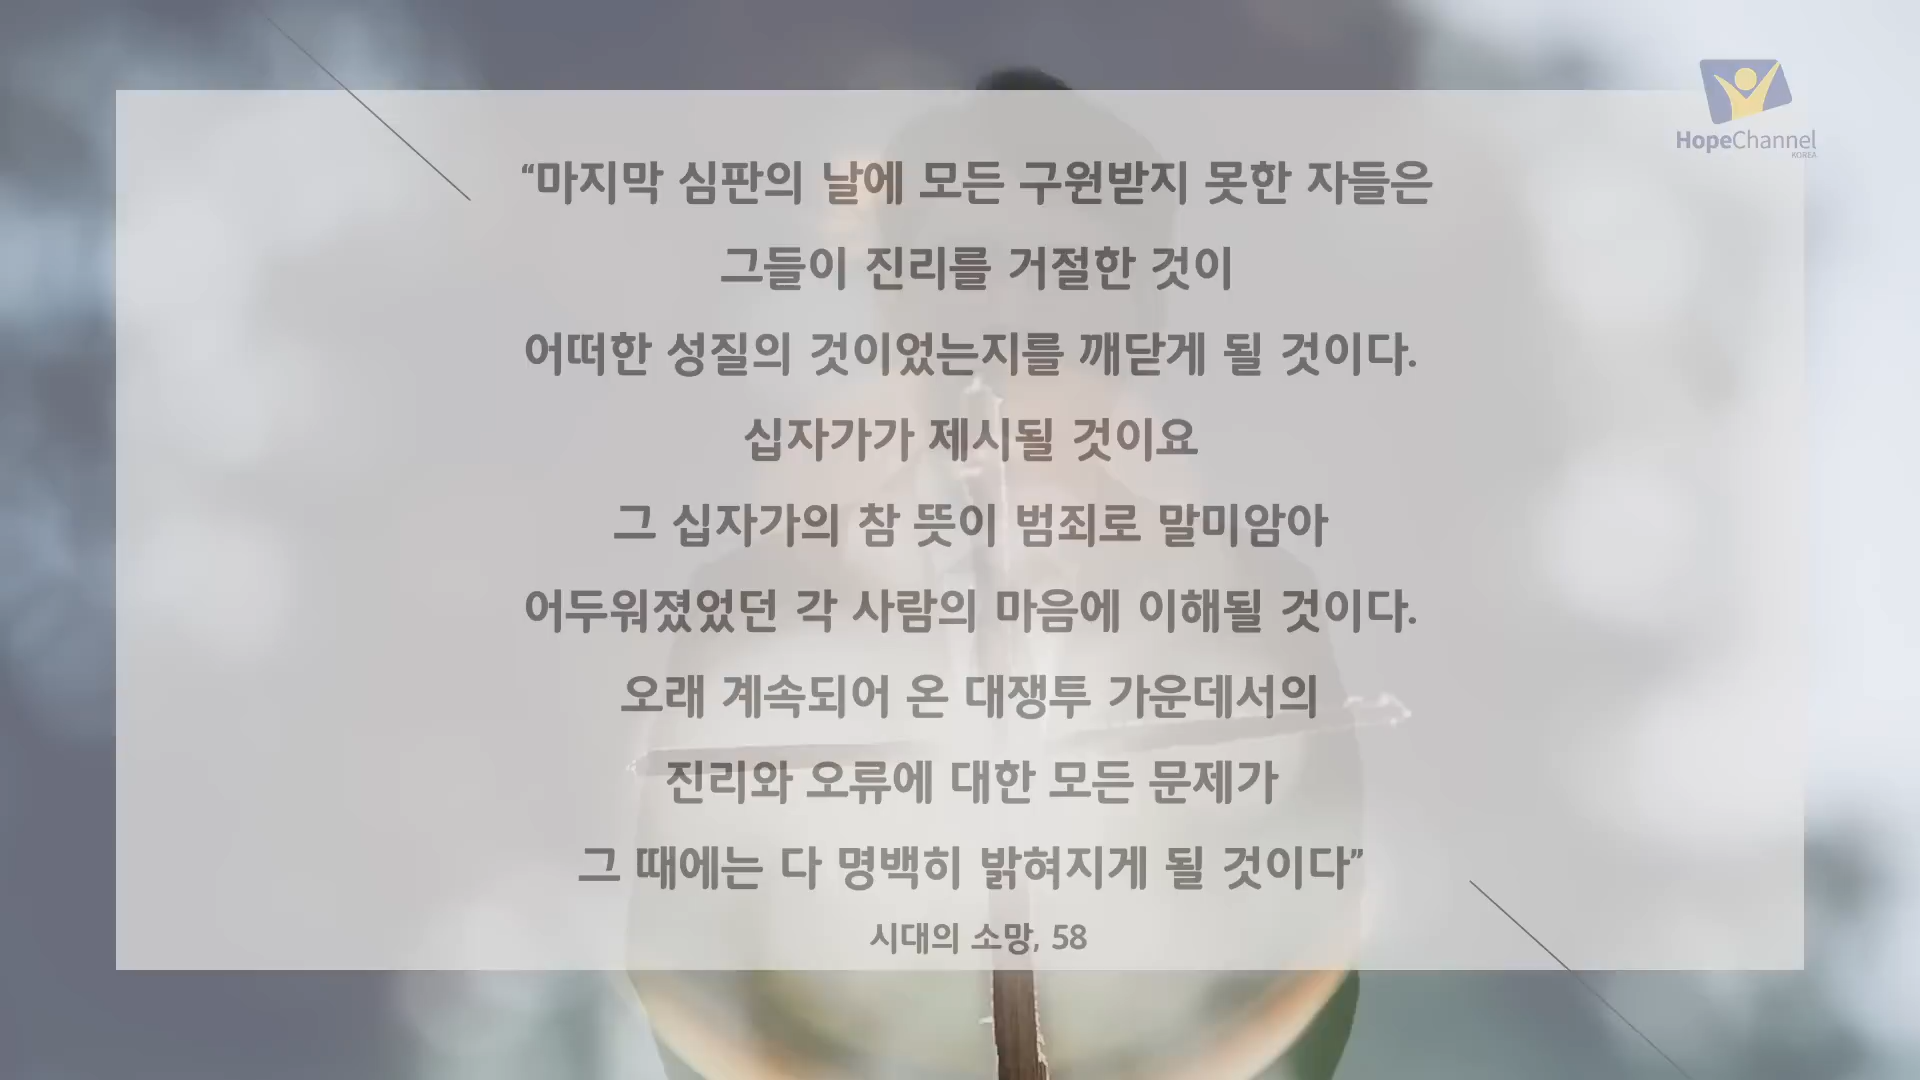 HopeChannel
KOREA
“마지막 심판의 날에 모든 구원받지 못한 자들은
그들이 진리를 거절한 것이
어떠한 성질의 것이었는지를 깨닫게 될 것이다.
십자가가 제시될 것이요
그 십자가의 참 뜻이 범죄로 말미암아
어두워졌었던 각 사람의 마음에 이해될 것이다.
오래 계속되어 온 대쟁투 가운데서의
진리와 오류에 대한 모든 문제가
그 때에는 다 명백히 밝혀지게 될 것이다”
시대의 소망, 58